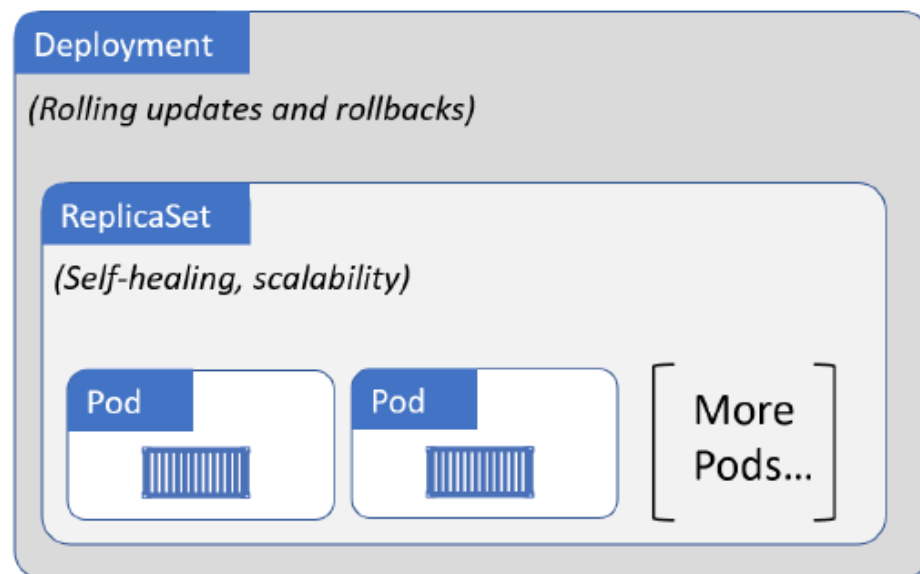 Deployment
(Rolling updates and rollbacks)
ReplicaSet
(Self-healing, scalability)
Pod
Pod
More
Pods...